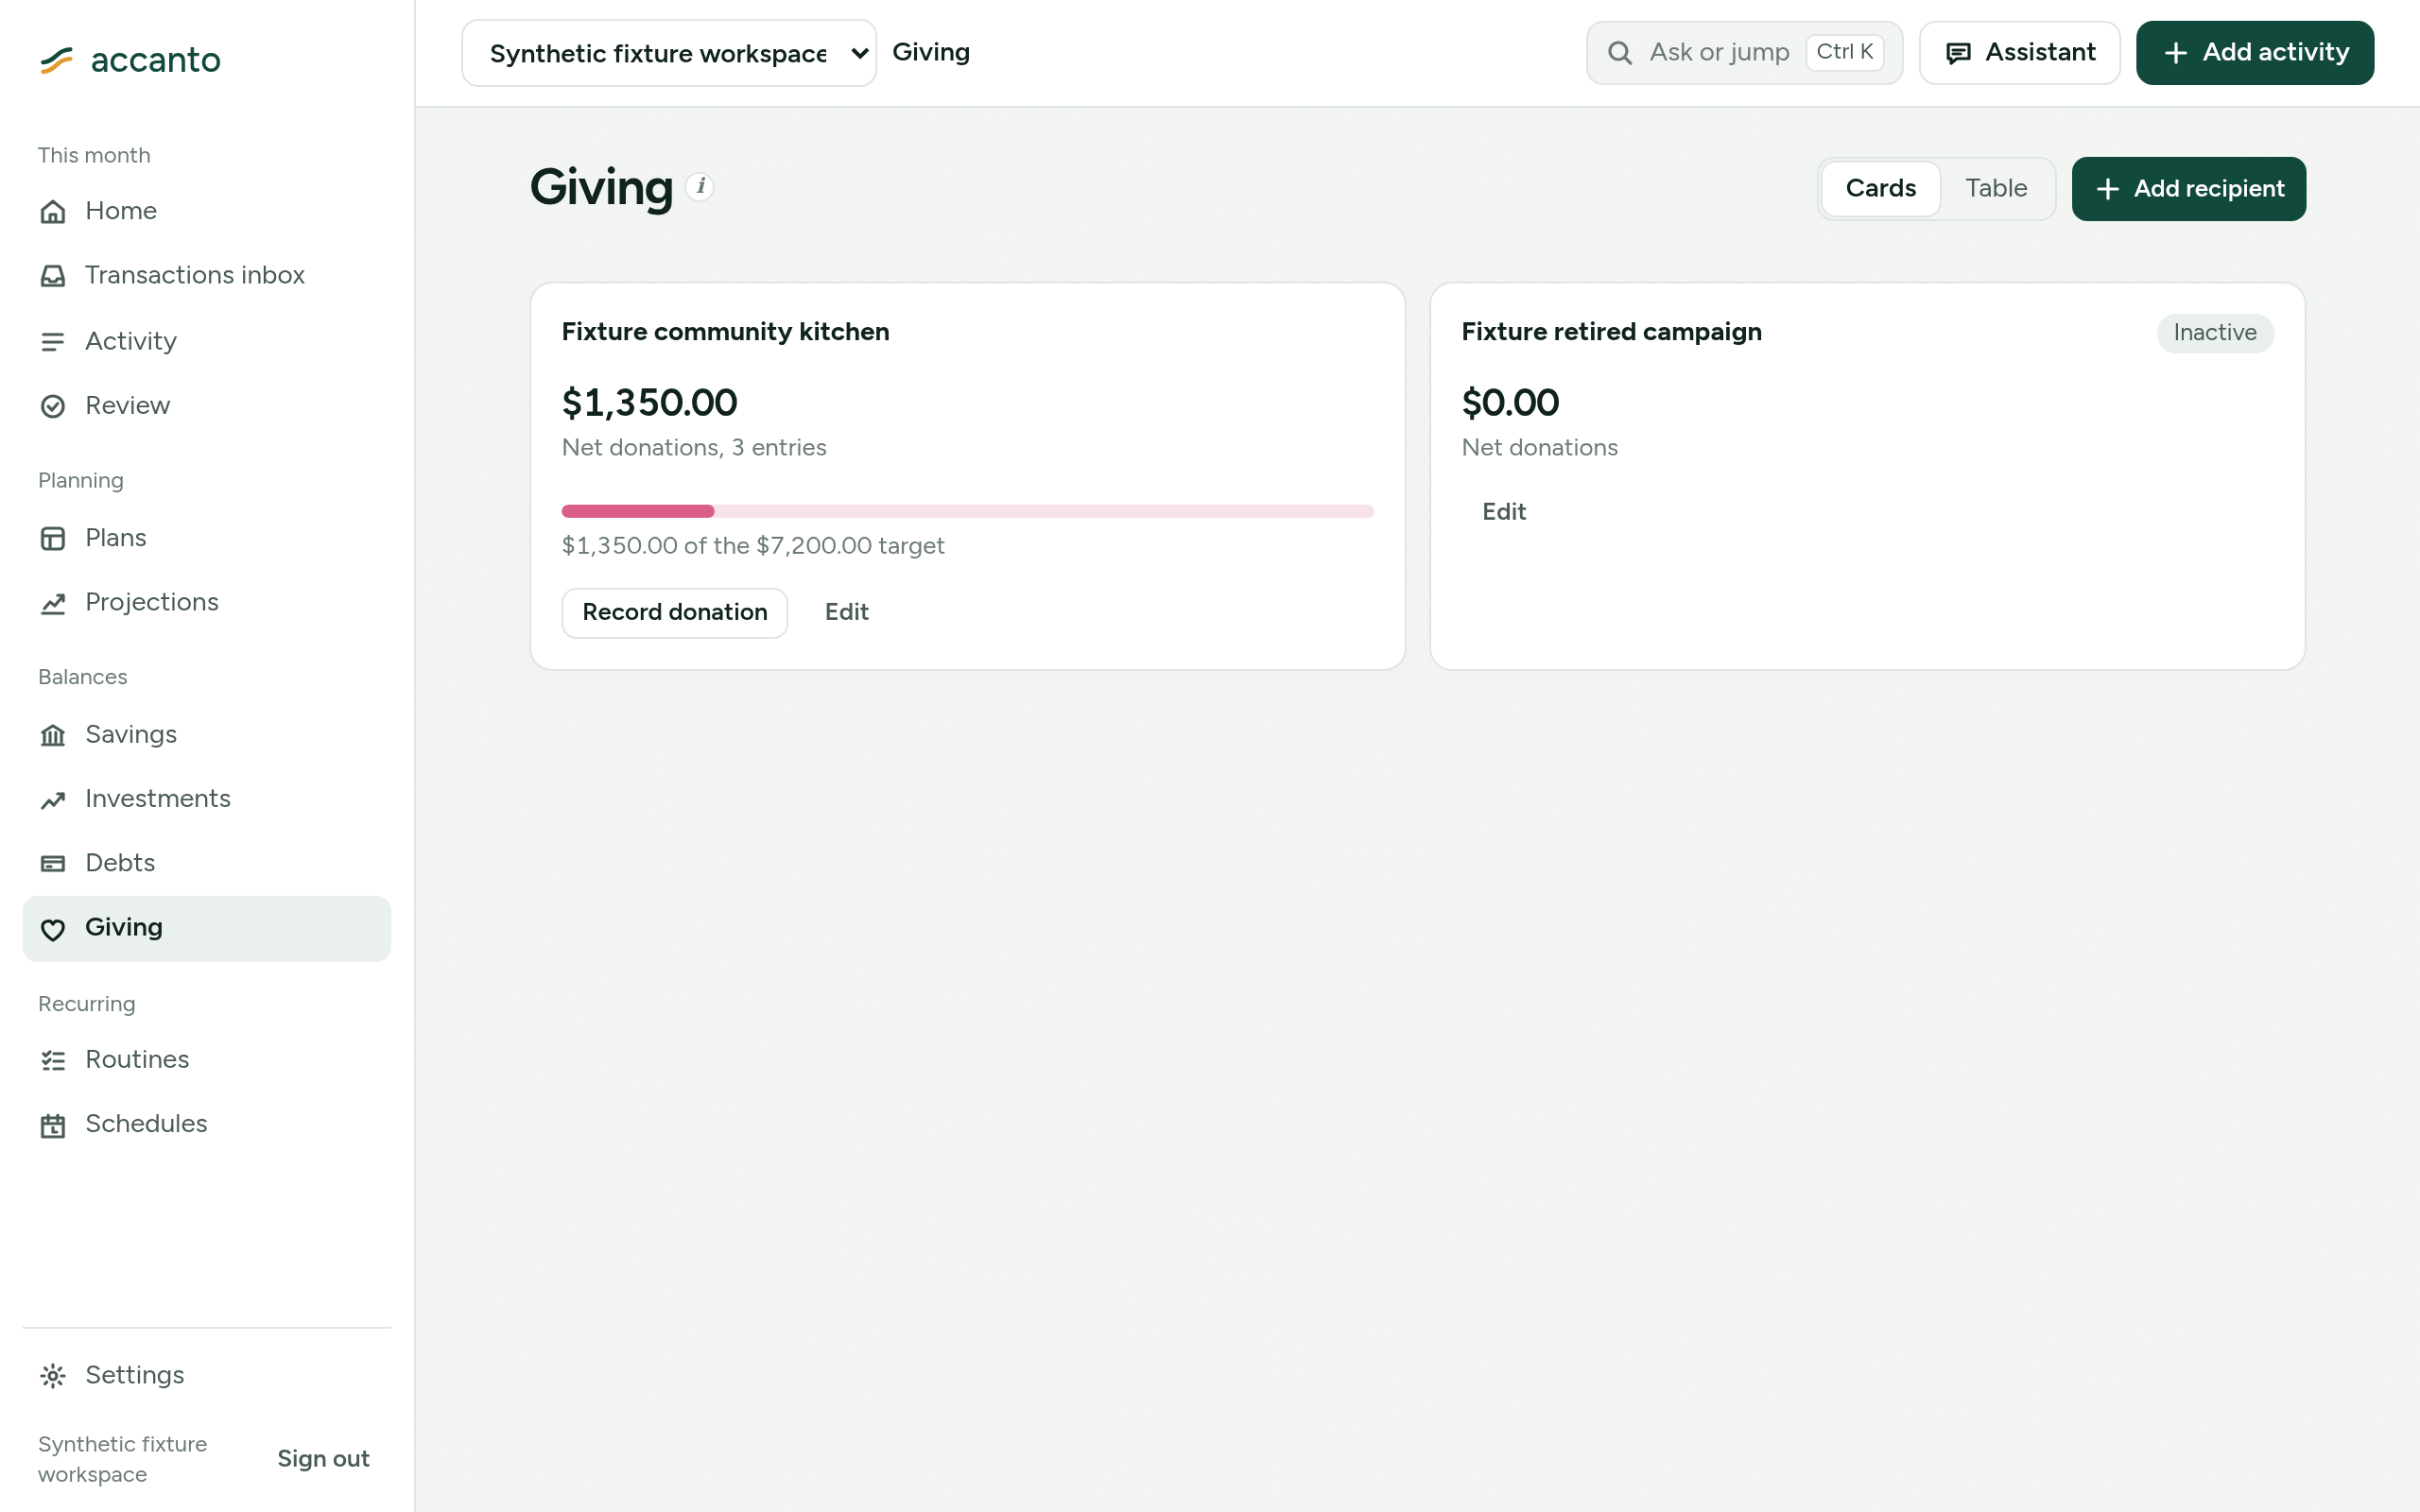 accanto
This month
Home
Transactions inbox
Activity
Review
Planning
Plans
Projections
Balances
Savings
Investments
Debts
Giving
Recurring
Routines
Schedules
Settings
Synthetic fixture
workspace
Sign out
Synthetic fixture workspace
Giving
Ask or jump
Ctrl K
Assistant
Add activity
Giving
i
Cards
Table
Add recipient
Fixture community kitchen
$1,350.00
Net donations, 3 entries
$1,350.00 of the $7,200.00 target
Record donation
Edit
Fixture retired campaign
Inactive
$0.00
Net donations
Edit